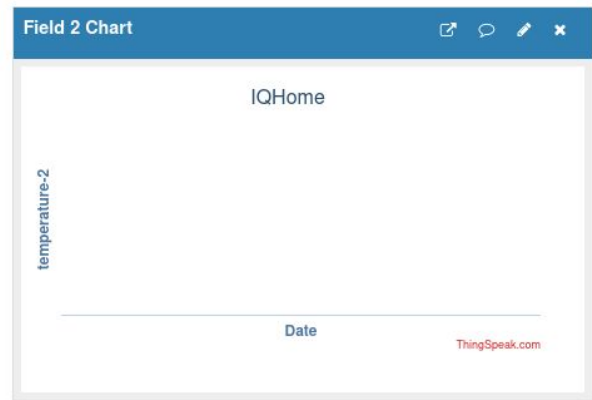 Field 2 Chart
IQHome
temperature-2
Date
ThingSpeak.com